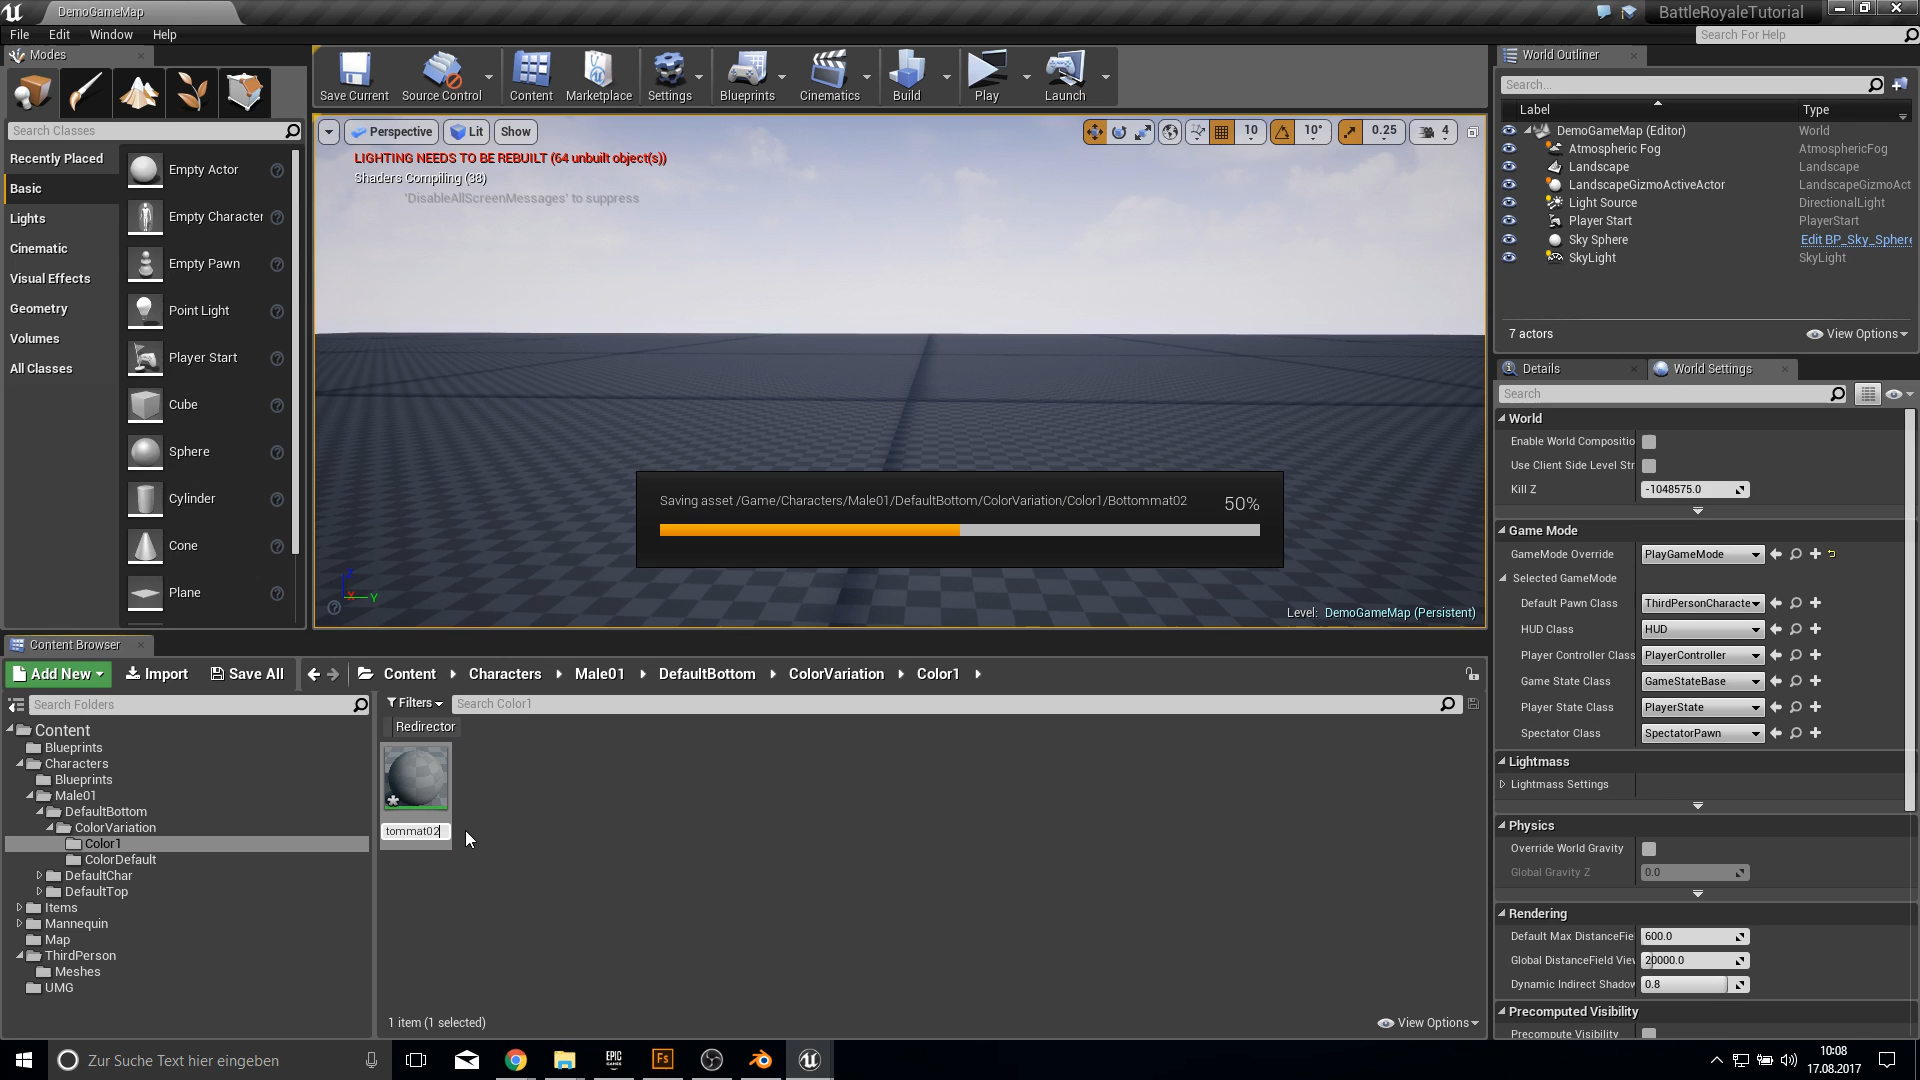 DemoGameMap
BattleRoyaleTutorial
File Edit Window Help
Search For Help
Modes
Search Classes
Recently Placed
Basic
Lights
Cinematic
Visual Effects
Geometry
Volumes
All Classes
Empty Actor
Empty Character
Empty Pawn
Point Light
Player Start
Cube
Sphere
Cylinder
Cone
Plane
Save Current
Source Control
Content
Marketplace
Settings
Blueprints
Cinematics
Build
Play
Launch
Perspective Lit Show
10 10° 0.25 4
LIGHTING NEEDS TO BE REBUILT (64 unbuilt object(s))
Shaders Compiling (38)
'DisableAllScreenMessages' to suppress
Saving asset /Game/Characters/Male01/DefaultBottom/ColorVariation/Color1/Bottommat02 50%
Z
X Y
Level: DemoGameMap (Persistent)
World Outliner
Search...
Label Type
DemoGameMap (Editor) World
Atmospheric Fog AtmosphericFog
Landscape Landscape
LandscapeGizmoActiveActor LandscapeGizmoAct
Light Source DirectionalLight
Player Start PlayerStart
Sky Sphere Edit BP_Sky_Sphere
SkyLight SkyLight
7 actors View Options
Details World Settings
Search
World
Enable World Compositio
Use Client Side Level Str
Kill Z -1048575.0
Game Mode
GameMode Override PlayGameMode
Selected GameMode
Default Pawn Class ThirdPersonCharacte
HUD Class HUD
Player Controller Class PlayerController
Game State Class GameStateBase
Player State Class PlayerState
Spectator Class SpectatorPawn
Lightmass
Lightmass Settings
Physics
Override World Gravity
Global Gravity Z 0.0
Rendering
Default Max DistanceFie 600.0
Global DistanceField View 20000.0
Dynamic Indirect Shadow 0.8
Precomputed Visibility
Precompute Visibility
Content Browser
Add New Import Save All Content Characters Male01 DefaultBottom ColorVariation Color1
Search Folders
Filters Search Color1
Redirector
Content
Blueprints
Characters
Blueprints
Male01
DefaultBottom
ColorVariation
Color1
ColorDefault
DefaultChar
DefaultTop
Items
Mannequin
Map
ThirdPerson
Meshes
UMG
tommat02
1 item (1 selected) View Options
Zur Suche Text hier eingeben
EPIC GAMES
Fs
10:08
17.08.2017